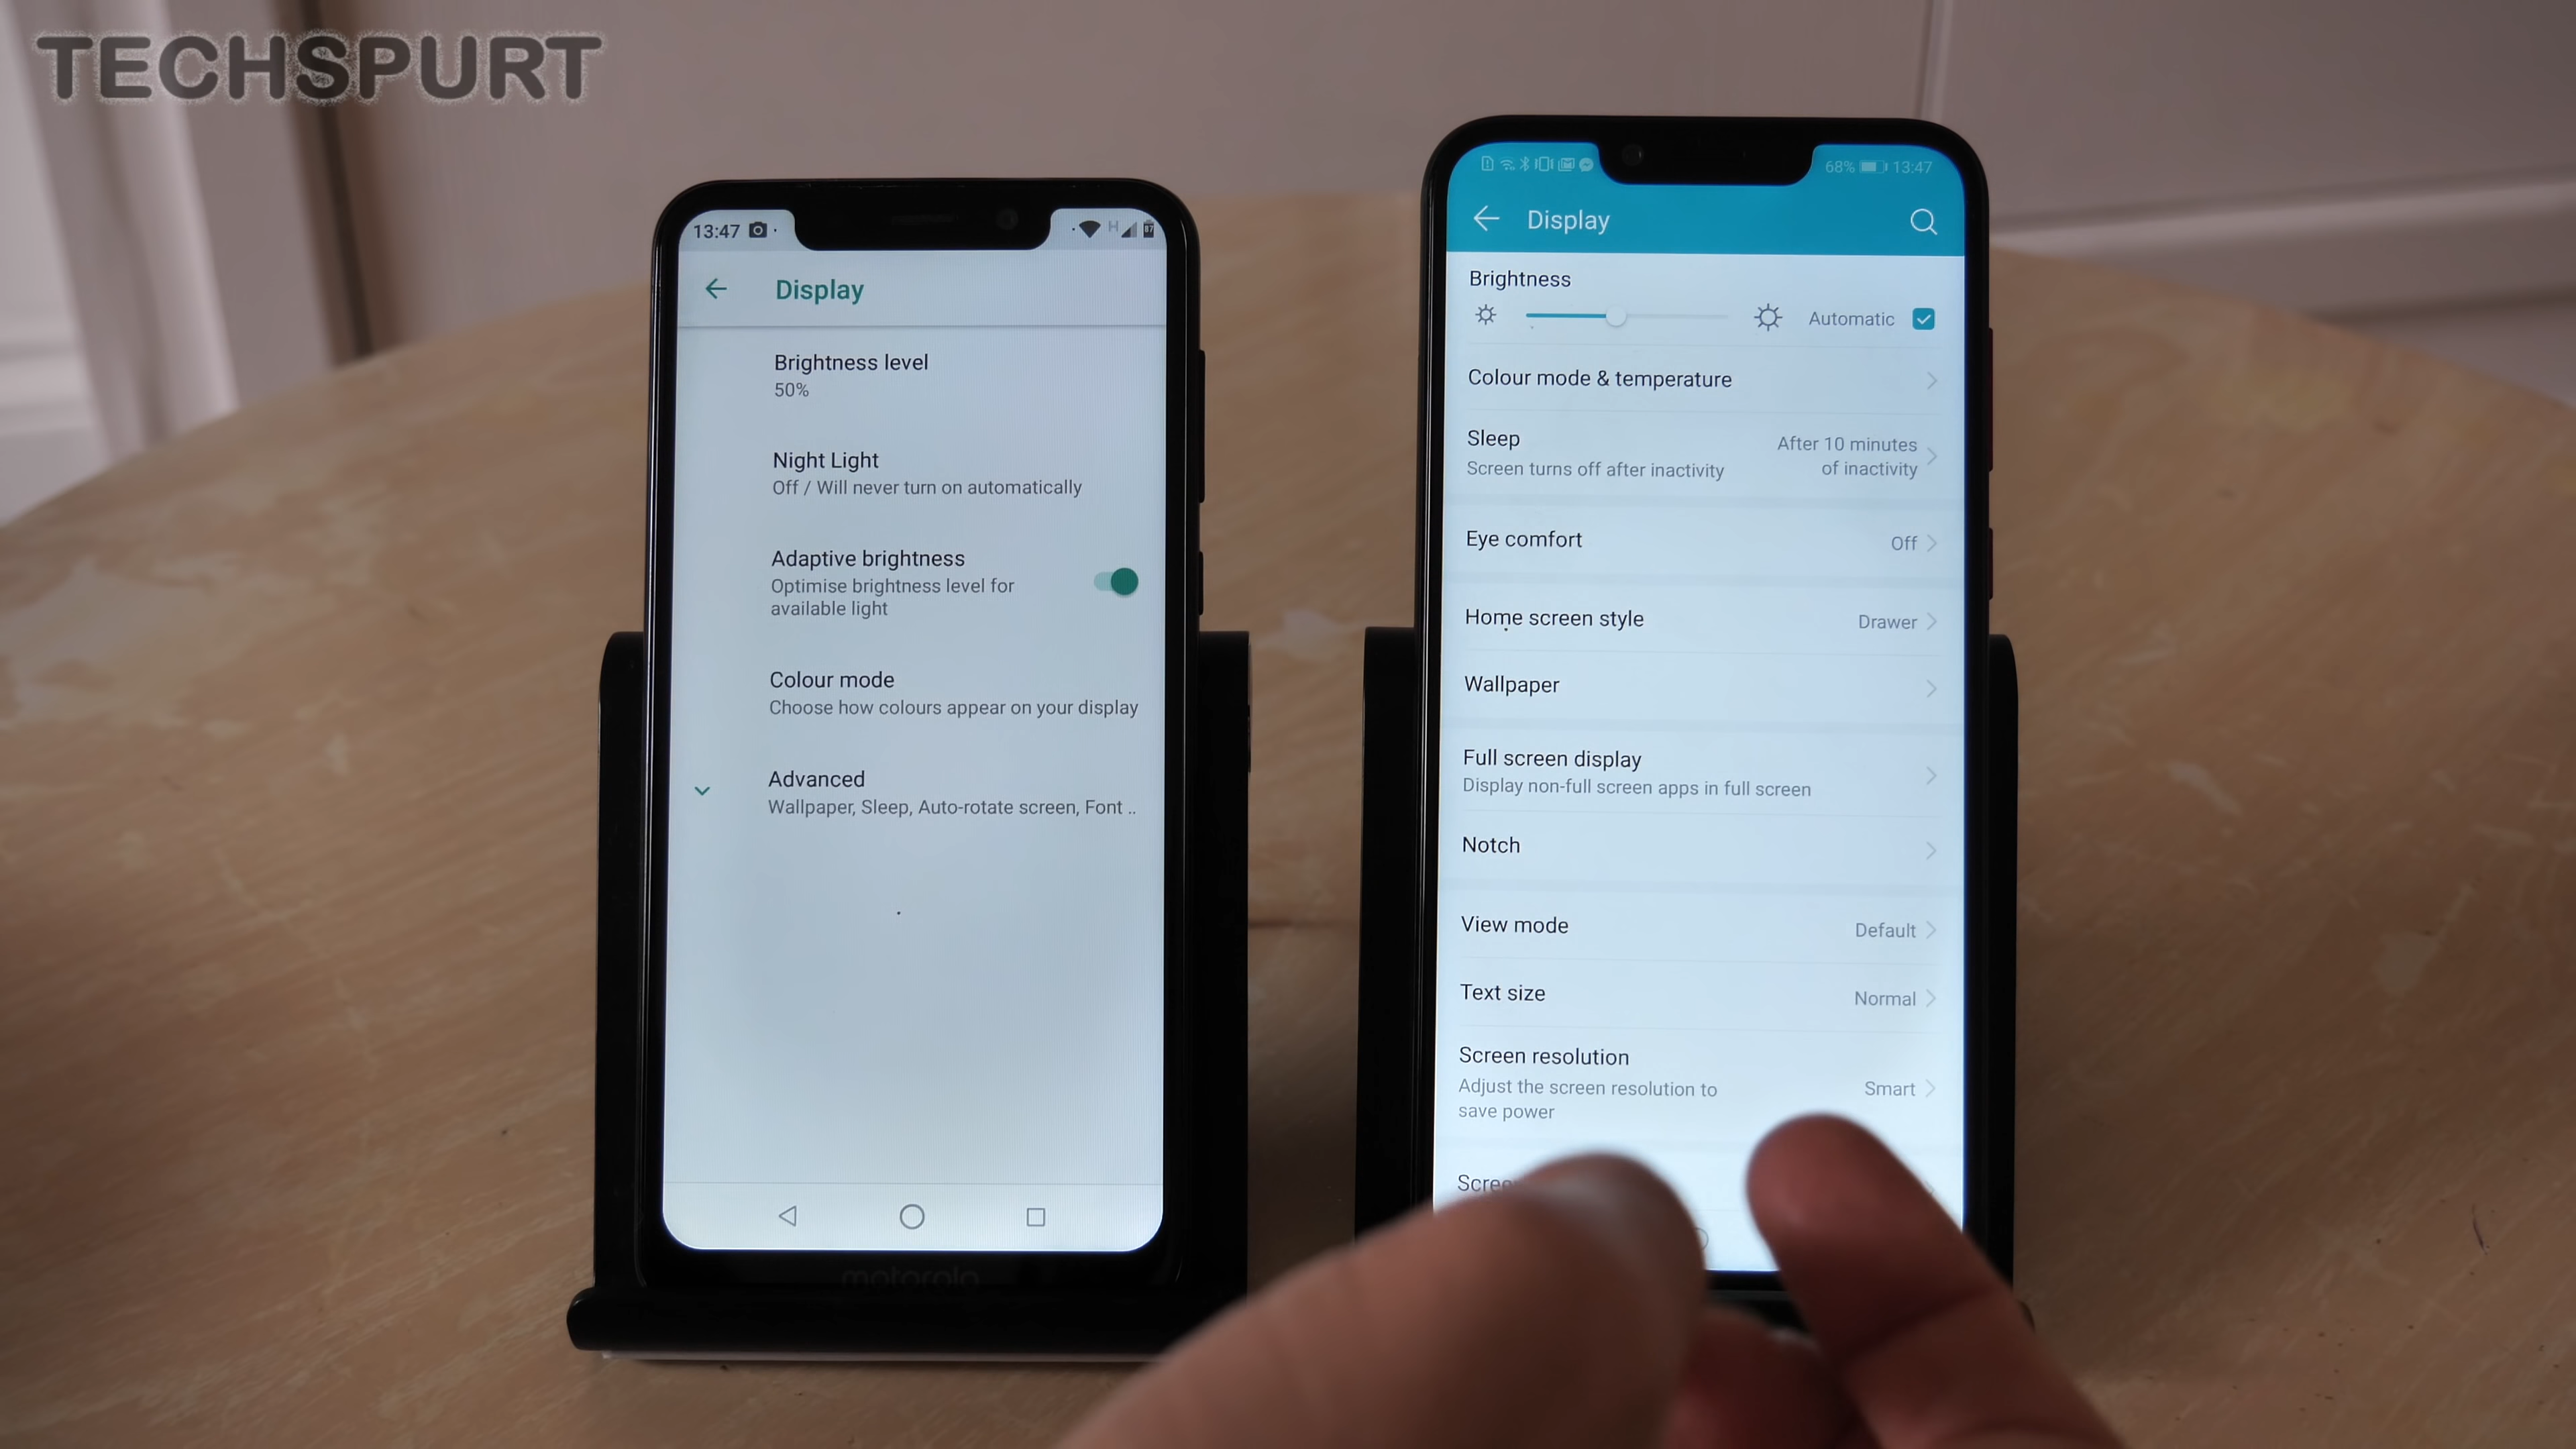 TECHSPURT
13:47
Display
Brightness level
50%
Night Light
Off / Will never turn on automatically
Adaptive brightness
Optimise brightness level for
available light
Colour mode
Choose how colours appear on your display
Advanced
Wallpaper, Sleep, Auto-rotate screen, Font ..
motorola
68% 13:47
Display
Brightness
Automatic
Colour mode & temperature
Sleep
Screen turns off after inactivity
After 10 minutes
of inactivity
Eye comfort
Off
Home screen style
Drawer
Wallpaper
Full screen display
Display non-full screen apps in full screen
Notch
View mode
Default
Text size
Normal
Screen resolution
Adjust the screen resolution to
save power
Smart